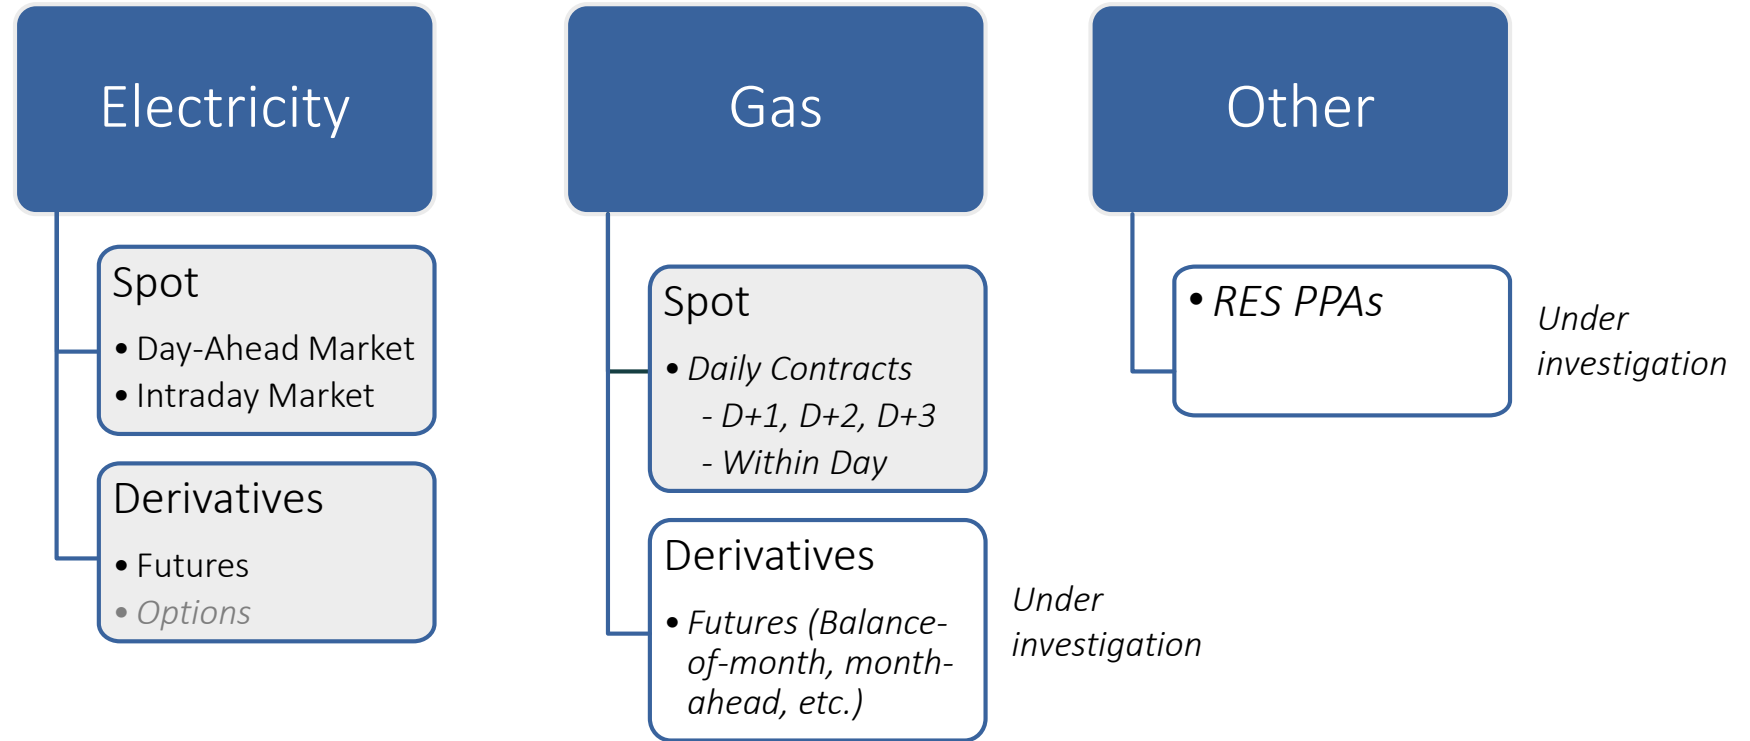 Electricity
Spot
• Day-Ahead Market
• Intraday Market
Derivatives
• Futures
• Options
Gas
Spot
• Daily Contracts
- D+1, D+2, D+3
- Within Day
Derivatives
• Futures (Balance-
of-month, month-
ahead, etc.)
Under
investigation
Other
• RES PPAs
Under
investigation